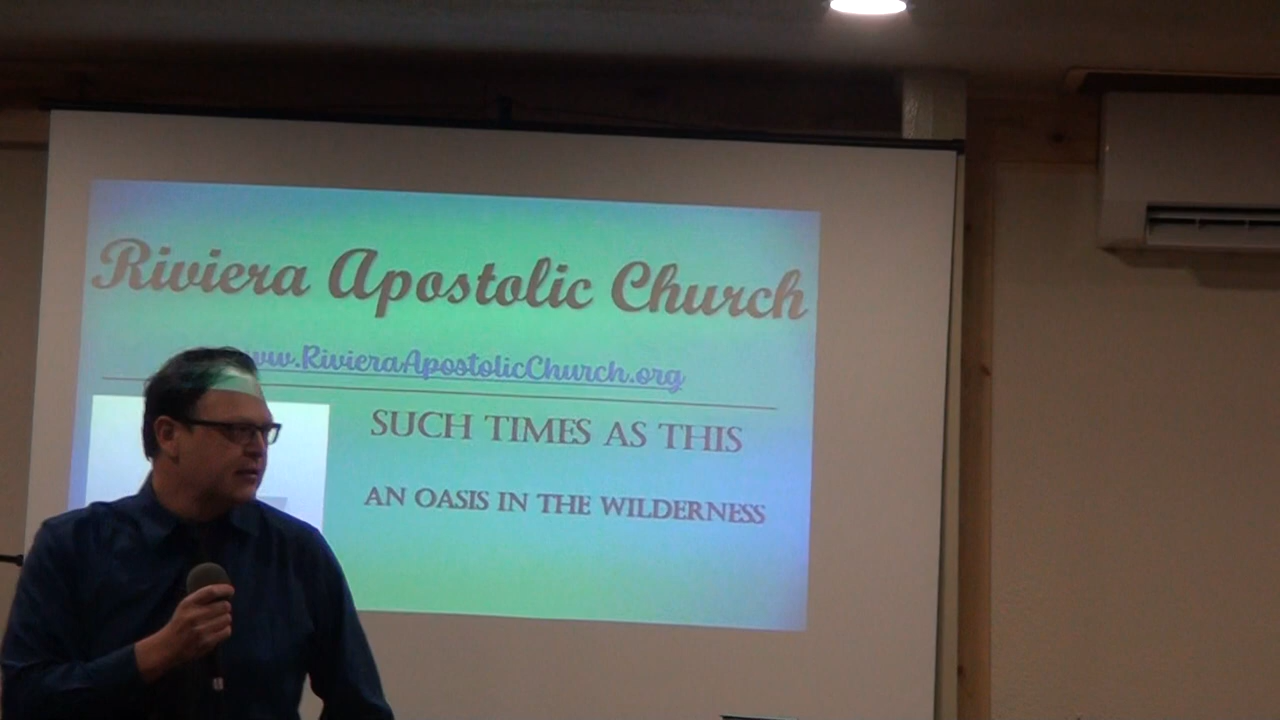 Riviera Apostolic Church
www.RivieraApostolicChurch.org
SUCH TIMES AS THIS
AN OASIS IN THE WILDERNESS